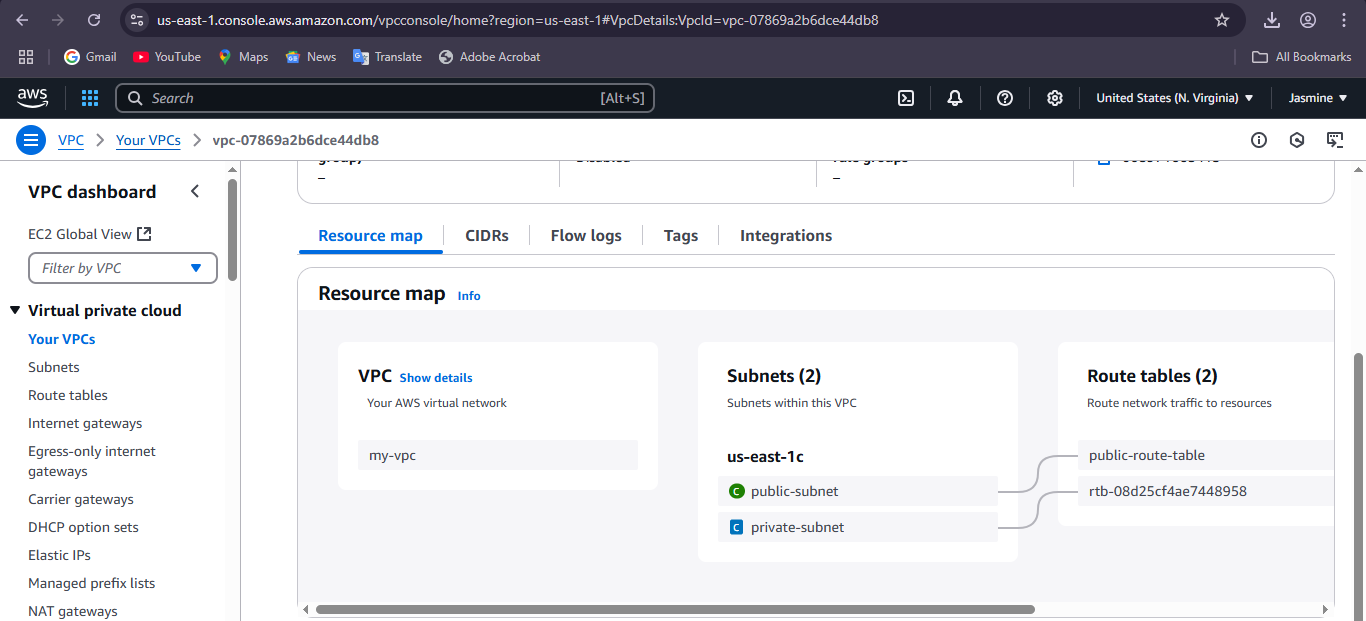 us-east-1.console.aws.amazon.com/vpcconsole/home?region=us-east-1#VpcDetails:VpcId=vpc-07869a2b6dce44db8
Gmail YouTube Maps News Translate Adobe Acrobat All Bookmarks
aws Search [Alt+S] United States (N. Virginia) Jasmine
VPC Your VPCs vpc-07869a2b6dce44db8
–
–
VPC dashboard
EC2 Global View
Filter by VPC
Virtual private cloud
Your VPCs
Subnets
Route tables
Internet gateways
Egress-only internet
gateways
Carrier gateways
DHCP option sets
Elastic IPs
Managed prefix lists
NAT gateways
Resource map CIDRs Flow logs Tags Integrations
Resource map Info
VPC Show details
Your AWS virtual network
my-vpc
Subnets (2)
Subnets within this VPC
us-east-1c
C public-subnet
C private-subnet
Route tables (2)
Route network traffic to resources
public-route-table
rtb-08d25cf4ae7448958